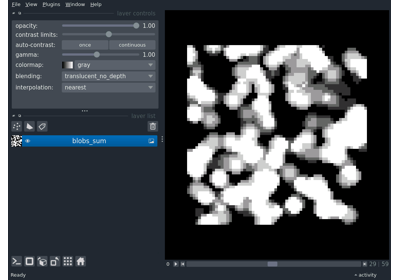 File View Plugins Window Help
layer controls
opacity: 1.00
contrast limits:
auto-contrast: once continuous
gamma: 1.00
colormap: gray
blending: translucent_no_depth
interpolation: nearest
layer list
blobs_sum
29 59
Ready activity